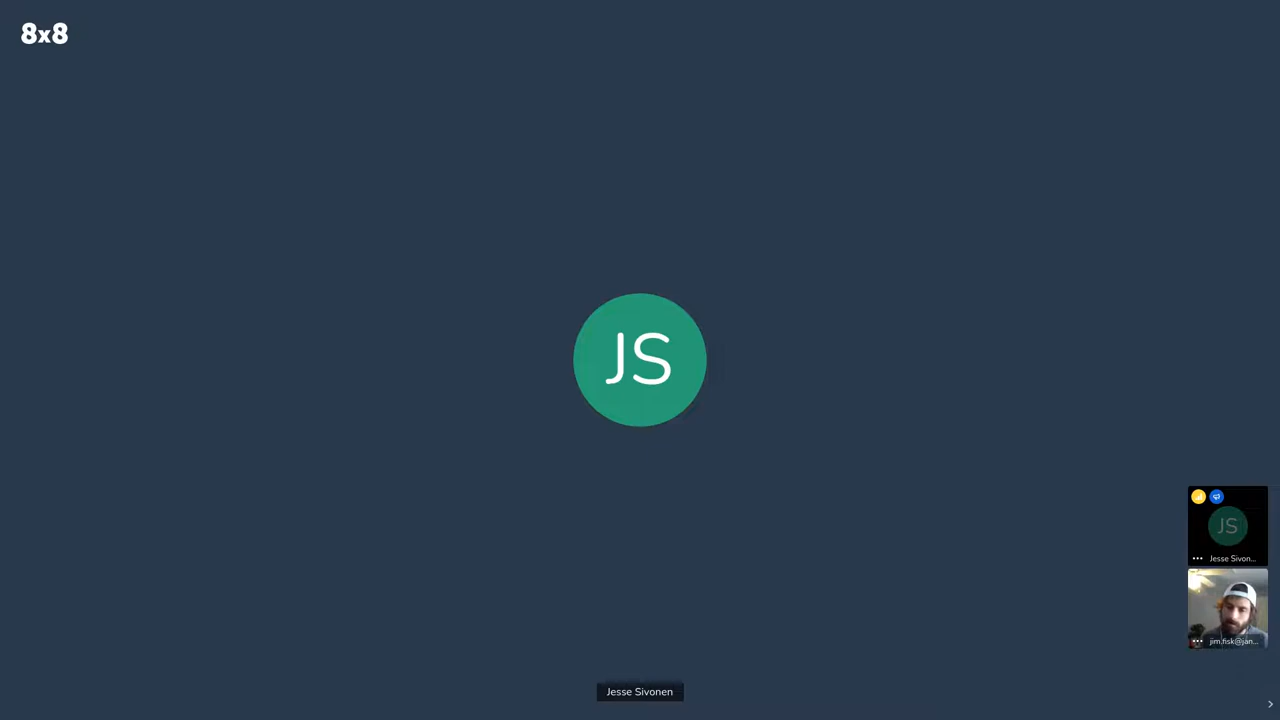 8x8
JS
JS
Jesse Sivon...
jim.fisk@jan...
Jesse Sivonen